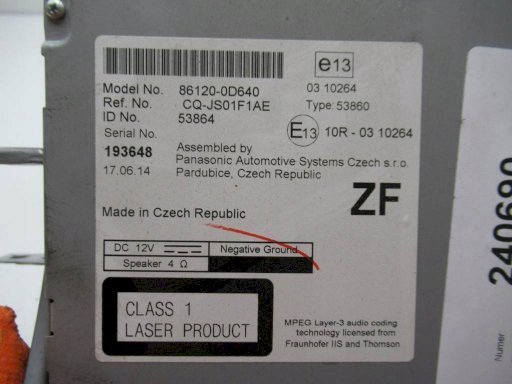 e13
Model No. 86120-0D640
03 10264
Ref. No. CQ-JS01F1AE
Type: 53860
ID No. 53864
Serial No.
E13 10R - 03 10264
193648
Assembled by
Panasonic Automotive Systems Czech s.r.o.
17.06.14
Pardubice, Czech Republic
ZF
Made in Czech Republic
DC 12V
Negative Ground
Speaker 4 Ω
CLASS 1
LASER PRODUCT
MPEG Layer-3 audio coding
technology licensed from
Fraunhofer IIS and Thomson
240690
Numer